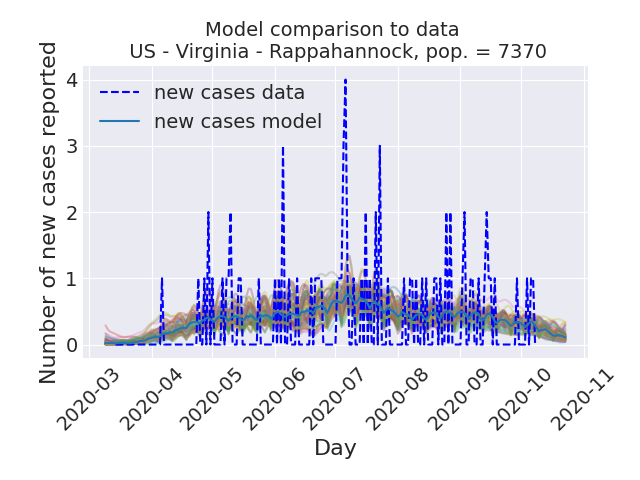 Model comparison to data
US - Virginia - Rappahannock, pop. = 7370
Number of new cases reported
4
3
2
1
0
new cases data
new cases model
2020-03
2020-04
2020-05
2020-06
2020-07
2020-08
2020-09
2020-10
2020-11
Day